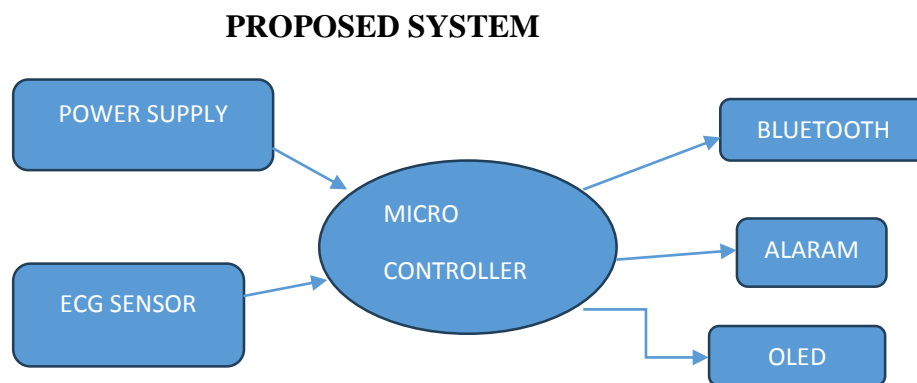 PROPOSED SYSTEM
POWER SUPPLY
BLUETOOTH
MICRO
CONTROLLER
ALARAM
ECG SENSOR
OLED